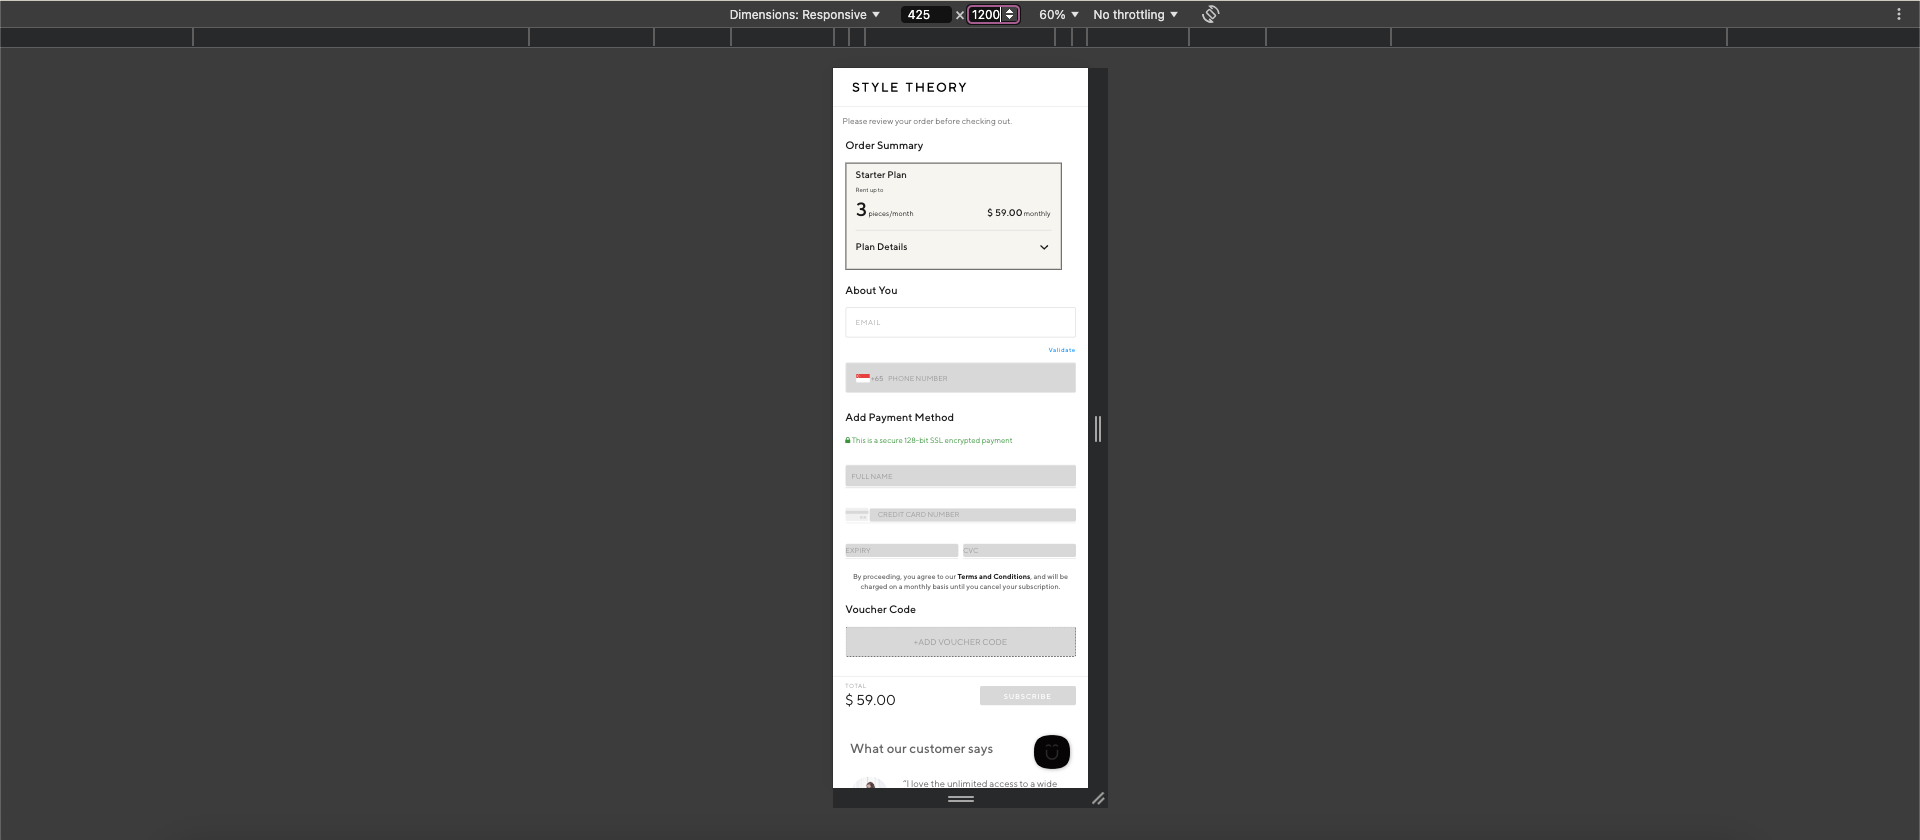 Dimensions: Responsive 425 × 1200 60% No throttling
STYLE THEORY
Please review your order before checking out.
Order Summary
Starter Plan
Rent up to
3 pieces/month $ 59.00 monthly
Plan Details
About You
EMAIL
Validate
+65 PHONE NUMBER
Add Payment Method
This is a secure 128-bit SSL encrypted payment
FULL NAME
CREDIT CARD NUMBER
EXPIRY CVC
By proceeding, you agree to our Terms and Conditions, and will be
charged on a monthly basis until you cancel your subscription.
Voucher Code
+ADD VOUCHER CODE
TOTAL
$ 59.00 SUBSCRIBE
What our customer says
"I love the unlimited access to a wide